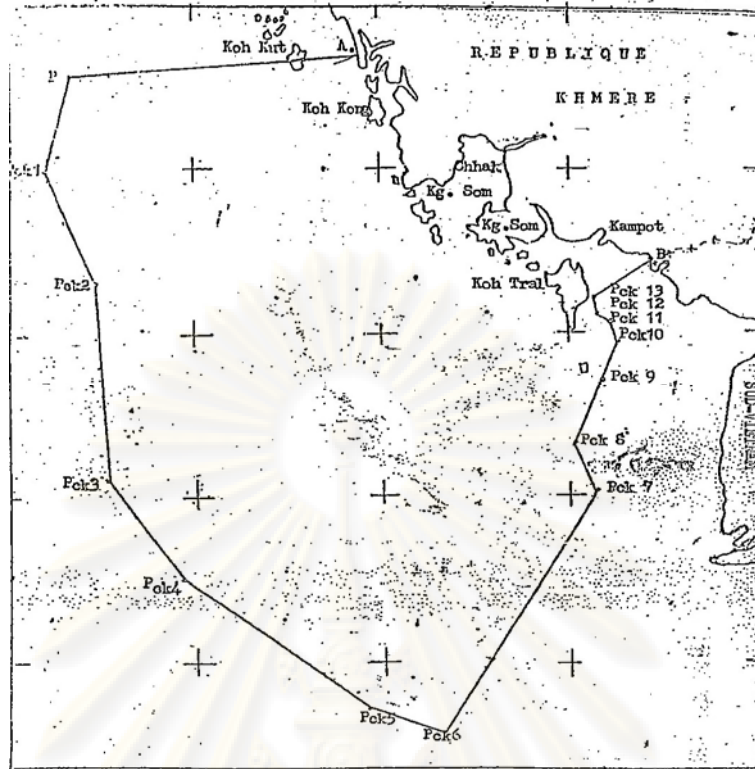 Koh Kut
A.
REPUBLIQUE
KHMERE
P
Koh Kong
Chhak
Kg. Som
Kg. Som
Kampot
B.
Koh Tral
Pck2
Pck 13
Pck 12
Pck 11
Pck10
Pck 9
Pck 8
Pck 7
Pck3
Pck4
Pck5
Pck6